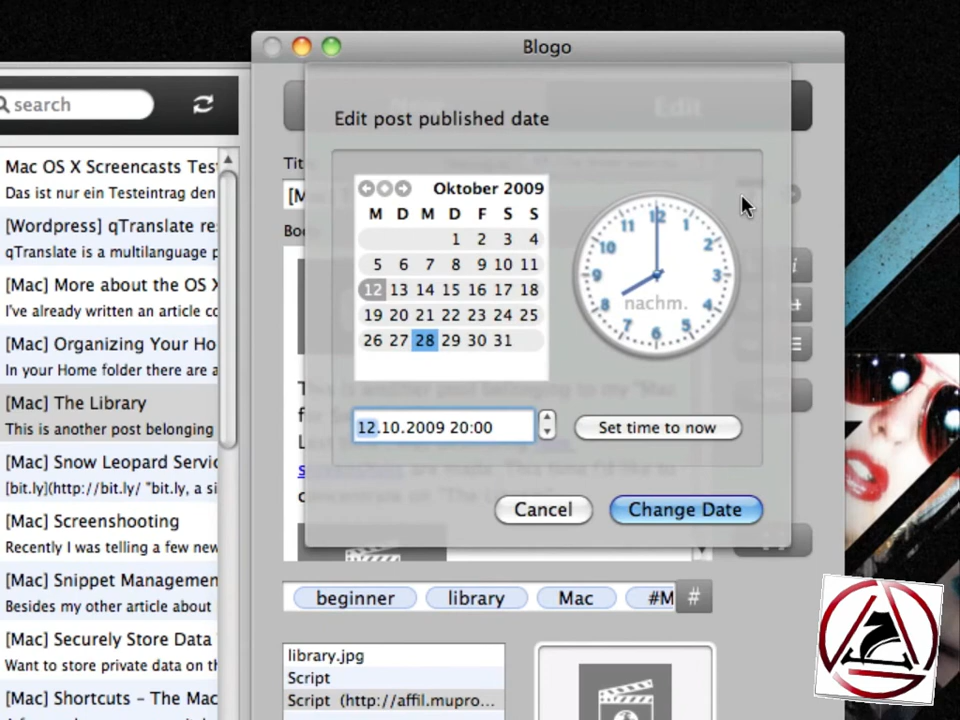 Blogo
search
Mac OS X Screencasts Test
Das ist nur ein Testeintrag den
[Wordpress] qTranslate re
qTranslate is a multilanguage p
[Mac] More about the OS X
I've already written an article co
[Mac] Organizing Your Ho
In your Home folder there are a
[Mac] The Library
This is another post belonging
[Mac] Snow Leopard Servic
[bit.ly](http://bit.ly/ "bit.ly, a si
[Mac] Screenshooting
Recently I was telling a few new
[Mac] Snippet Managemen
Besides my other article about
[Mac] Securely Store Data
Want to store private data on th
[Mac] Shortcuts - The Mac
Edit
Edit post published date
Oktober 2009
M D M D F S S
1 2 3 4
5 6 7 8 9 10 11
12 13 14 15 16 17 18
19 20 21 22 23 24 25
26 27 28 29 30 31
12 1 2 3 4 5 6 7 8 9 10 11
nachm.
12.10.2009 20:00
Set time to now
Cancel
Change Date
beginner library Mac #M #
library.jpg
Script
Script (http://affil.mupro...